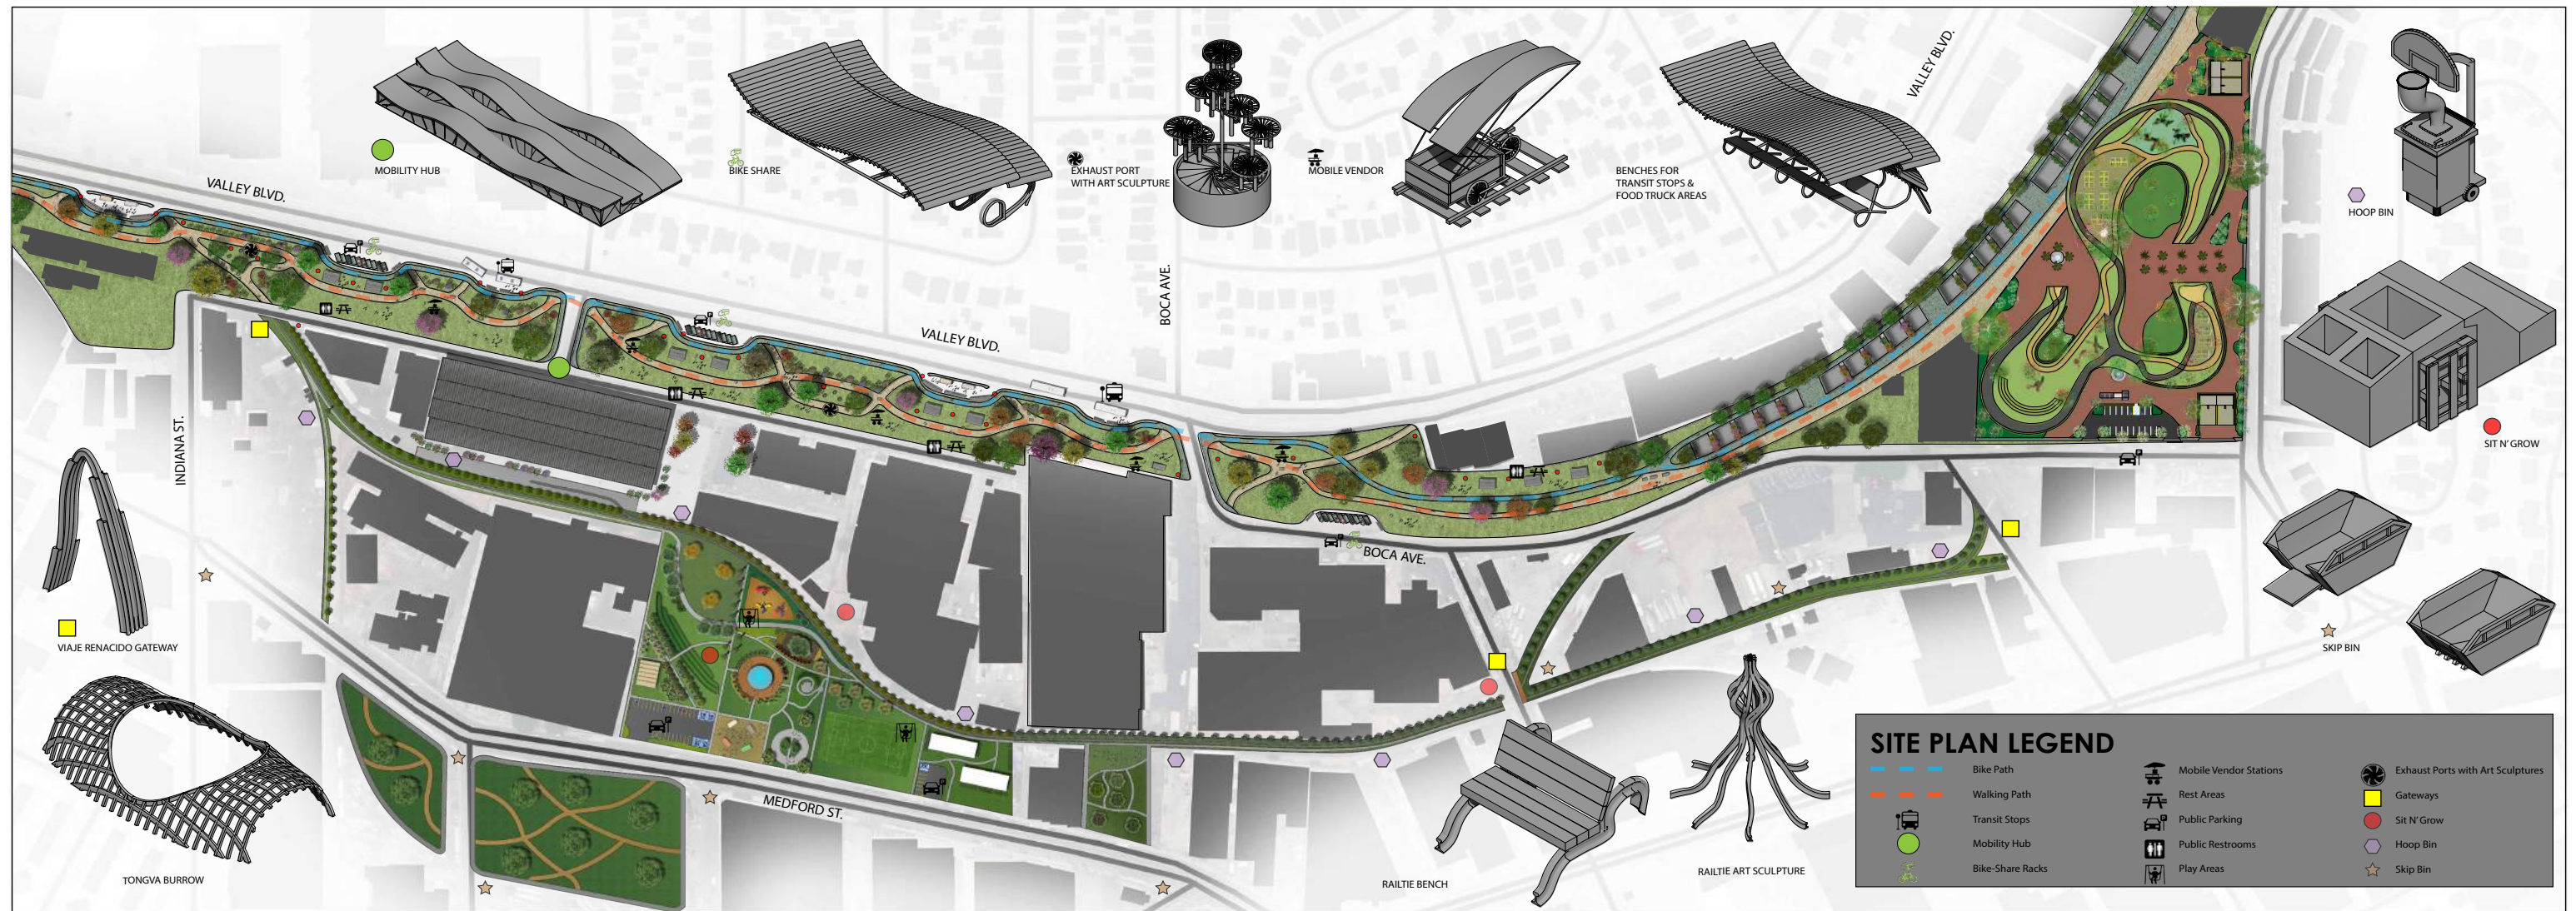 VALLEY BLVD.
MOBILITY HUB
BIKE SHARE
EXHAUST PORT
WITH ART SCULPTURE
MOBILE VENDOR
BENCHES FOR
TRANSIT STOPS &
FOOD TRUCK AREAS
VALLEY BLVD.
HOOP BIN
BOCA AVE.
VALLEY BLVD.
INDIANA ST.
SIT N' GROW
BOCA AVE.
VIAJE RENACIDO GATEWAY
SKIP BIN
MEDFORD ST.
TONGVA BURROW
RAILTIE BENCH
RAILTIE ART SCULPTURE
SITE PLAN LEGEND
Bike Path
Walking Path
Transit Stops
Mobility Hub
Bike-Share Racks
Mobile Vendor Stations
Rest Areas
Public Parking
Public Restrooms
Play Areas
Exhaust Ports with Art Sculptures
Gateways
Sit N' Grow
Hoop Bin
Skip Bin